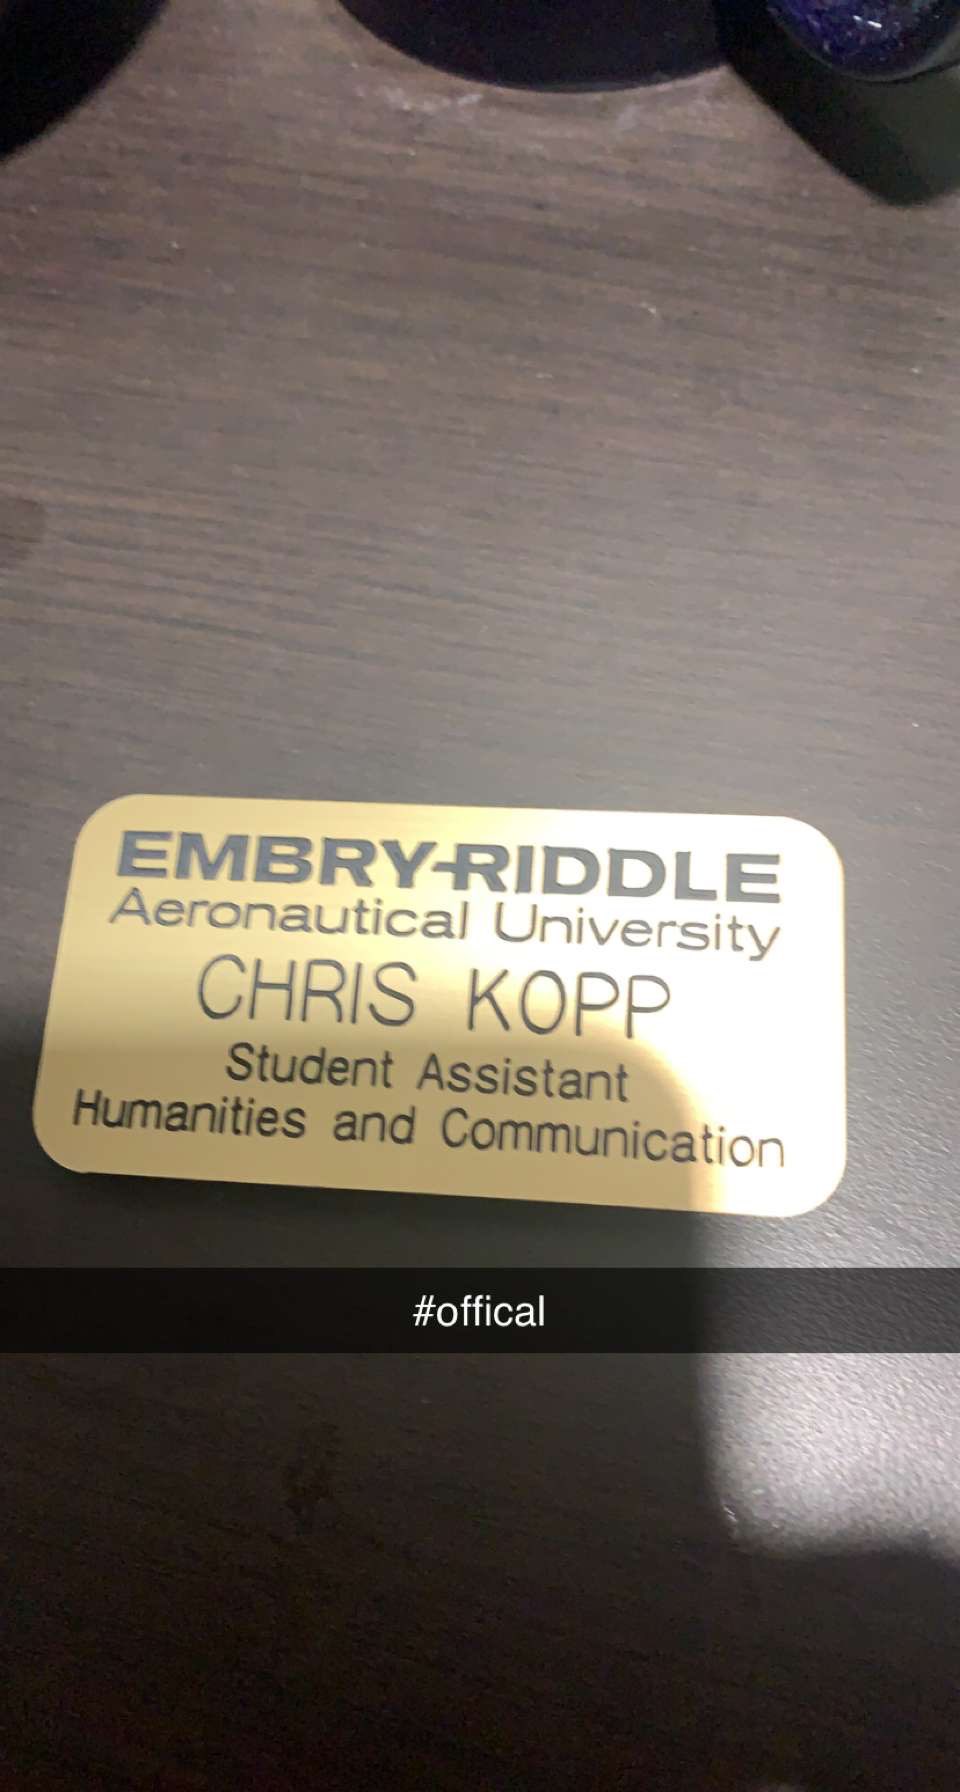 EMBRY-RIDDLE
Aeronautical University
CHRIS KOPP
Student Assistant
Humanities and Communication
#offical